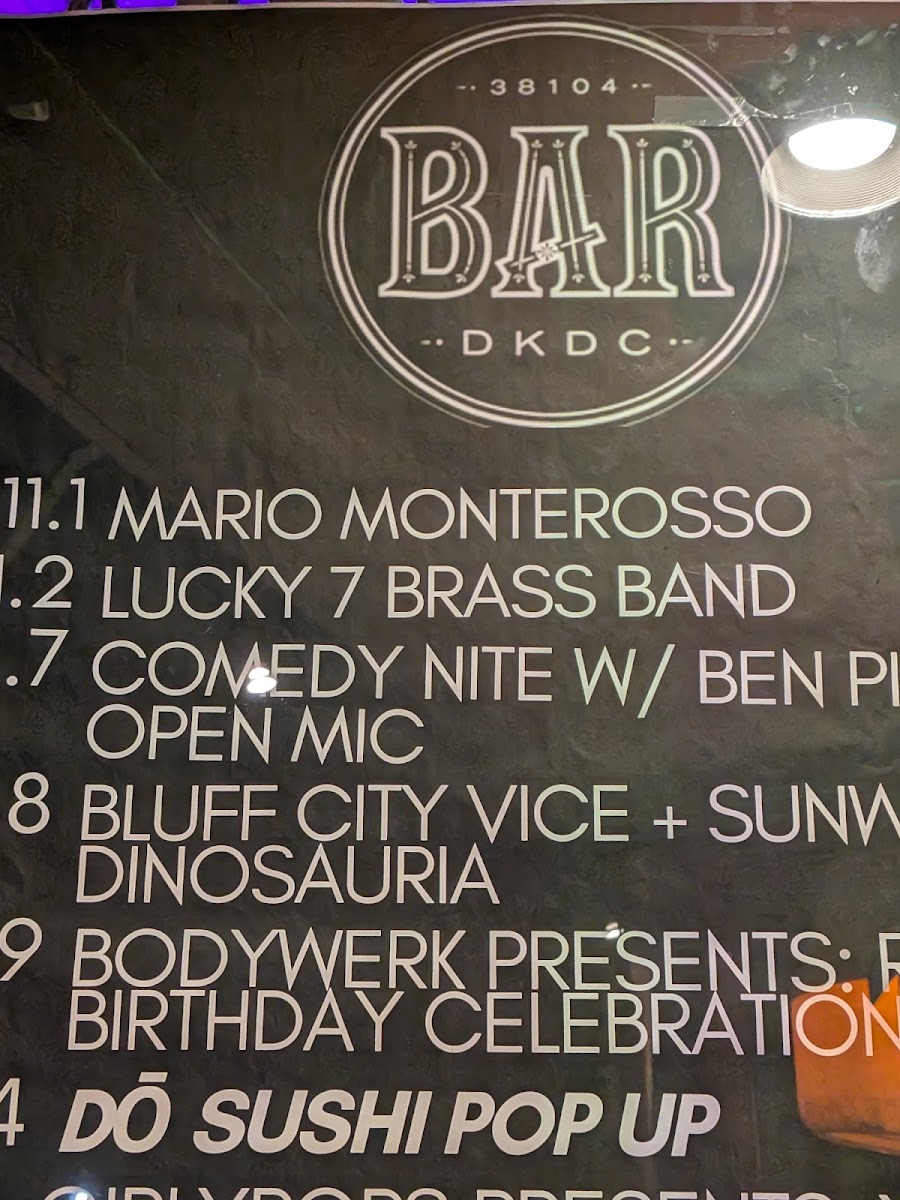 38104
BAR
DKDC
11.1 MARIO MONTEROSSO
.2 LUCKY 7 BRASS BAND
.7 COMEDY NITE W/ BEN
OPEN MIC
8 BLUFF CITY VICE +
DINOSAURIA
9 BODYWERK PRESENTS:
BIRTHDAY CELEBRATION
4 DŌ SUSHI POP UP
PRESENTS